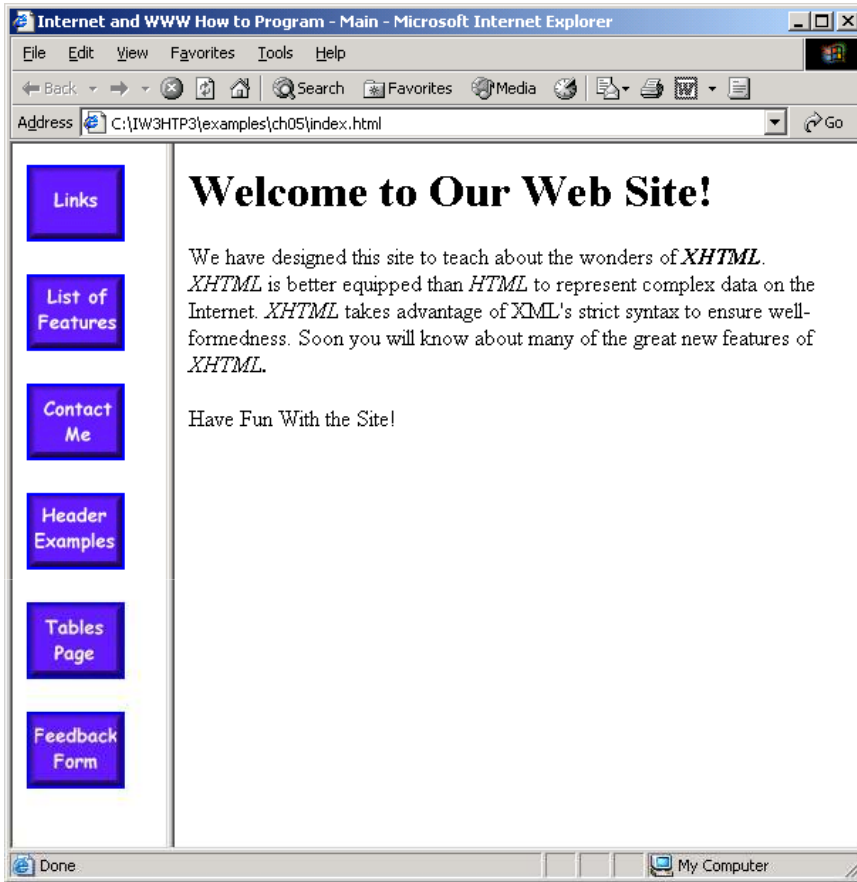 Internet and WWW How to Program - Main - Microsoft Internet Explorer
File Edit View Favorites Tools Help
Back Search Favorites Media
Address C:\IW3HTP3\examples\ch05\index.html Go
Links
List of
Features
Contact
Me
Header
Examples
Tables
Page
Feedback
Form
Welcome to Our Web Site!
We have designed this site to teach about the wonders of XHTML.
XHTML is better equipped than HTML to represent complex data on the
Internet. XHTML takes advantage of XML's strict syntax to ensure well-
formedness. Soon you will know about many of the great new features of
XHTML.
Have Fun With the Site!
Done My Computer